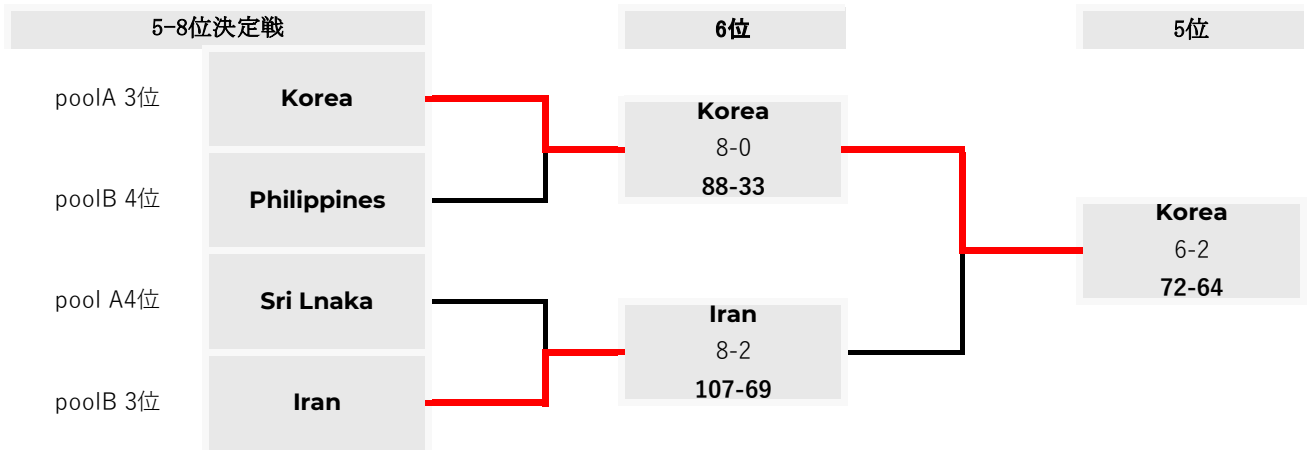 5-8位決定戦
6位
5位
poolA 3位
Korea
poolB 4位
Philippines
pool A4位
Sri Lnaka
poolB 3位
Iran
Korea
8-0
88-33
Iran
8-2
107-69
Korea
6-2
72-64